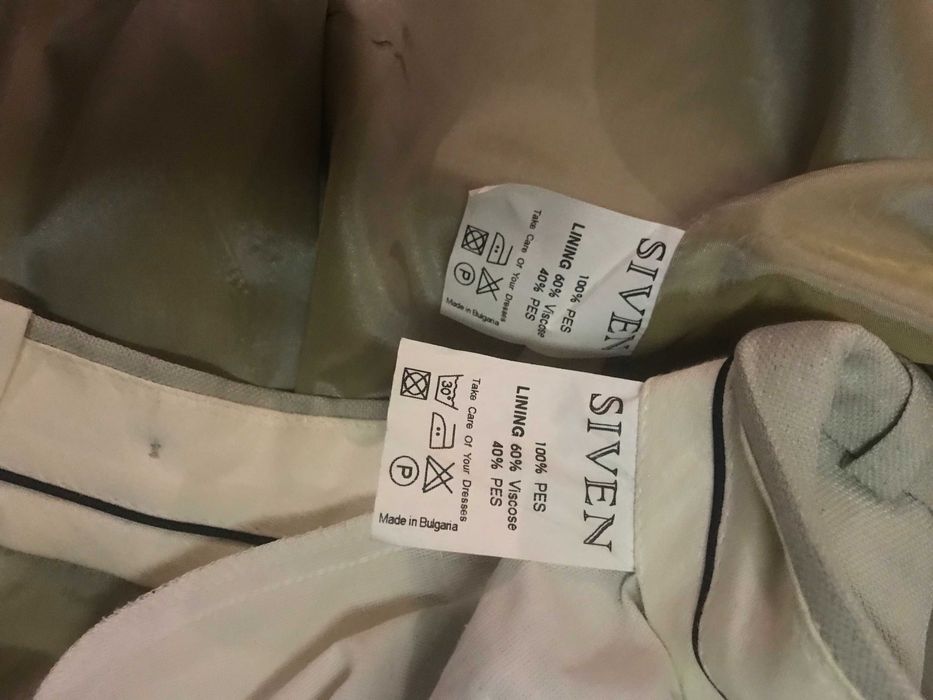 SIVEN
100% PES
LINING 60% Viscose
40% PES
Take Care Of Your Dresses
P
Made in Bulgaria
SIVEN
100% PES
LINING 60% Viscose
40% PES
Take Care Of Your Dresses
30°
P
Made in Bulgaria